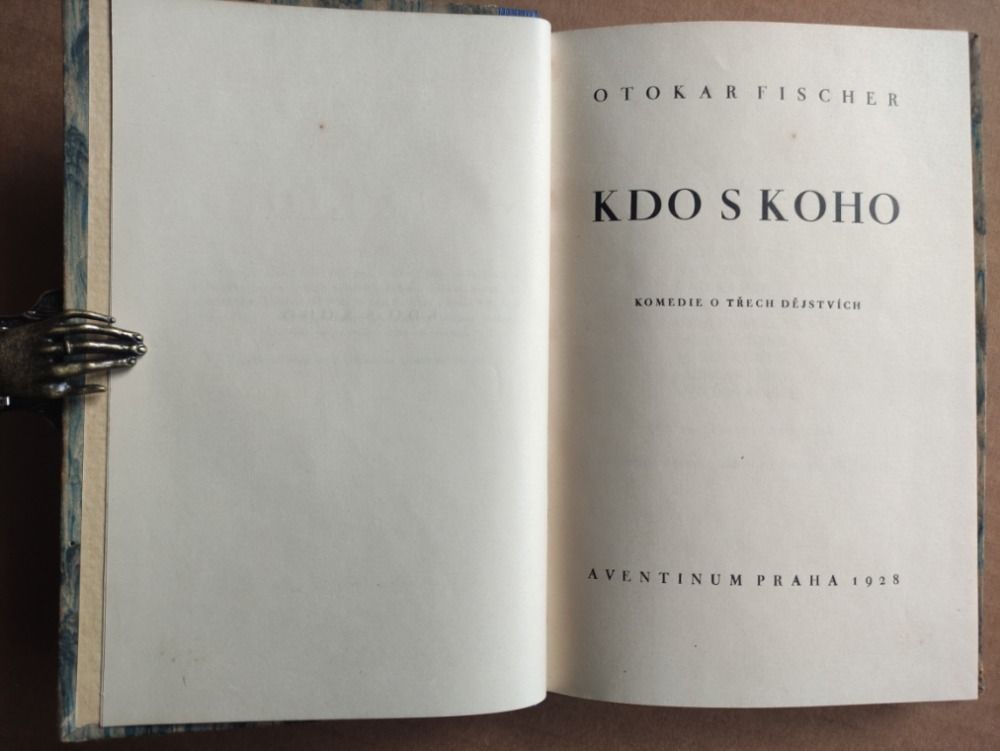 OTOKAR FISCHER
KDO S KOHO
KOMEDIE O TŘECH DĚJSTVÍCH
AVENTINUM PRAHA 1928